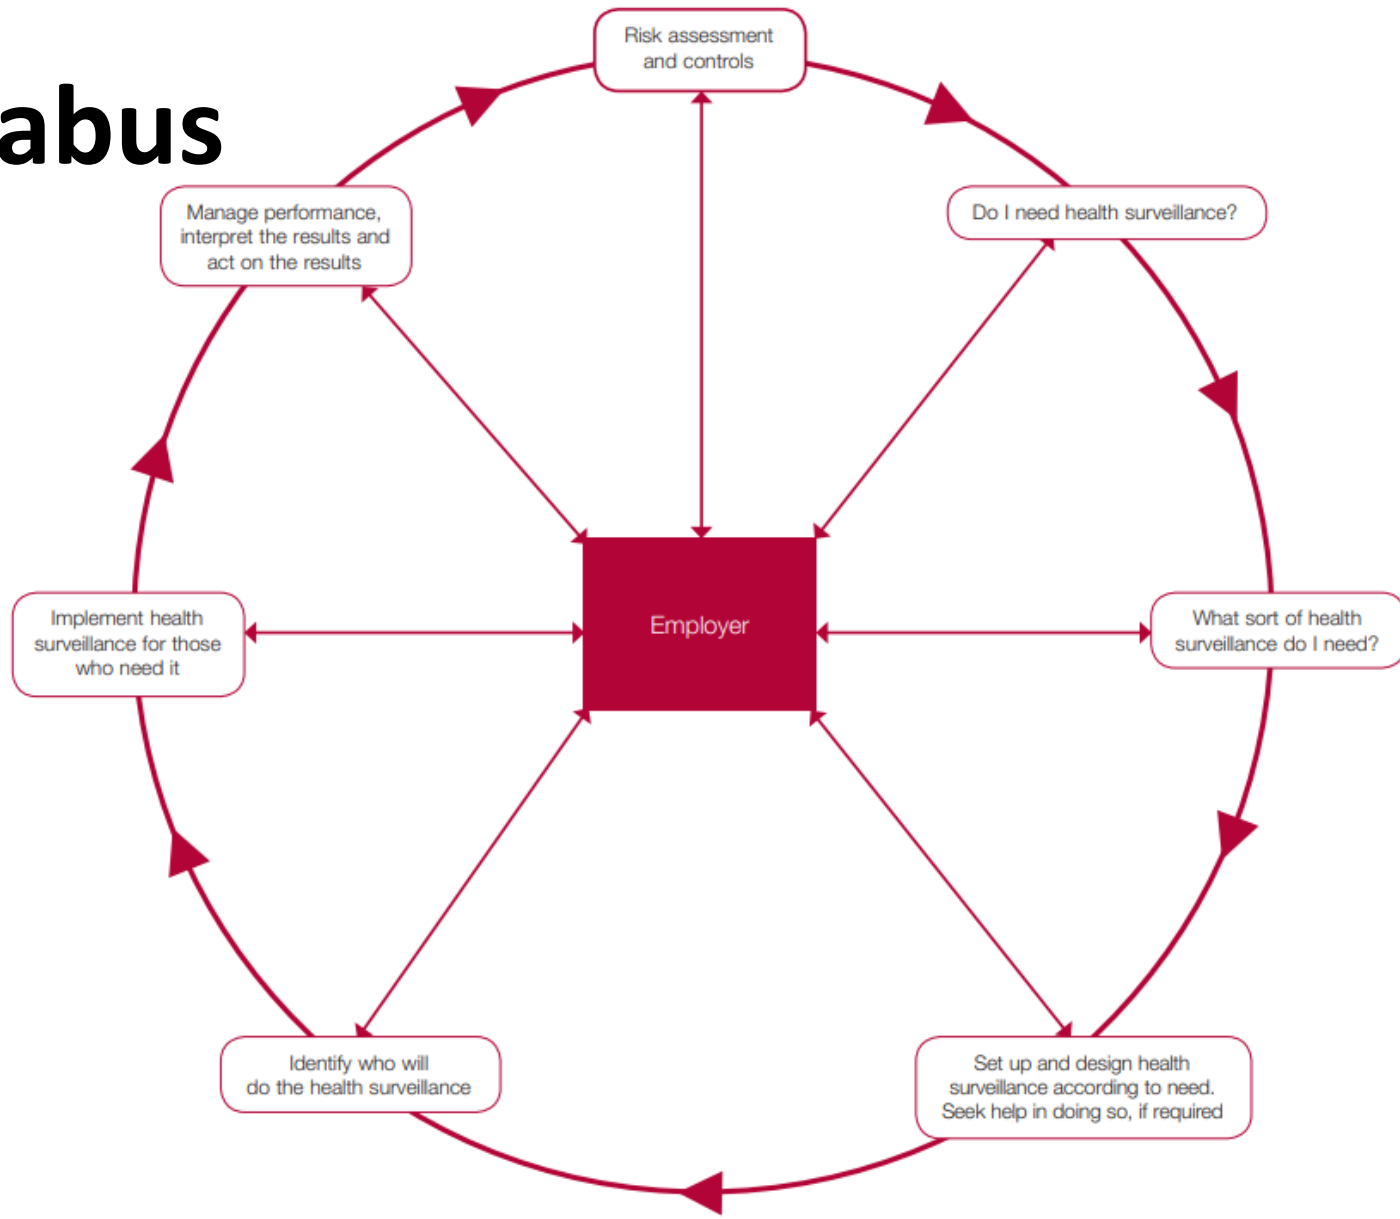 Risk assessment
and controls
abus
Manage performance,
interpret the results and
act on the results
Do I need health surveillance?
Implement health
surveillance for those
who need it
Employer
What sort of health
surveillance do I need?
Identify who will
do the health surveillance
Set up and design health
surveillance according to need.
Seek help in doing so, if required